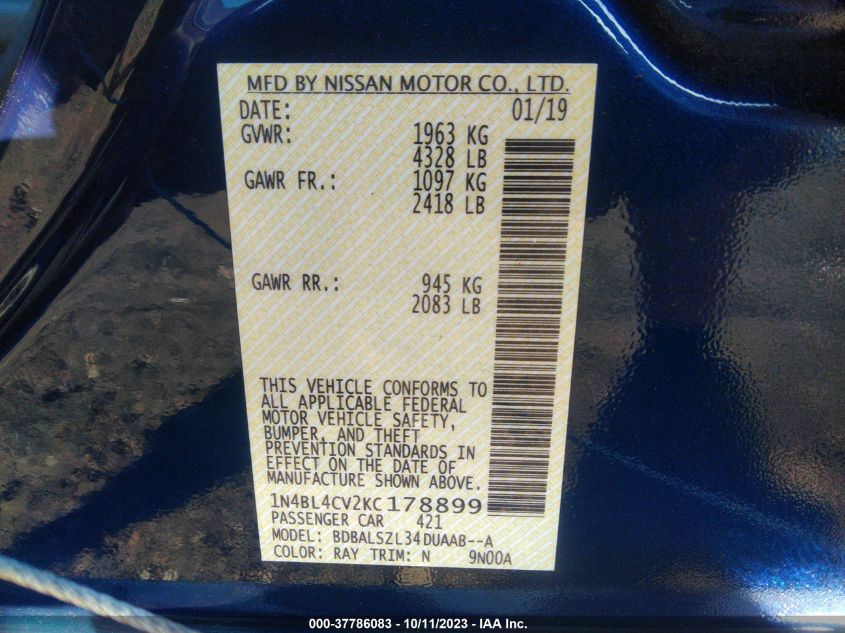 MFD BY NISSAN MOTOR CO., LTD.
DATE: 01/19
GVWR: 1963 KG
4328 LB
GAWR FR.: 1097 KG
2418 LB
GAWR RR.: 945 KG
2083 LB
THIS VEHICLE CONFORMS TO
ALL APPLICABLE FEDERAL
MOTOR VEHICLE SAFETY,
BUMPER, AND THEFT
PREVENTION STANDARDS IN
EFFECT ON THE DATE OF
MANUFACTURE SHOWN ABOVE.
1N4BL4CV2KC178899
PASSENGER CAR 421
MODEL: BDBALSZL34DUAAB--A
COLOR: RAY TRIM: N 9N00A
000-37786083 - 10/11/2023 - IAA Inc.